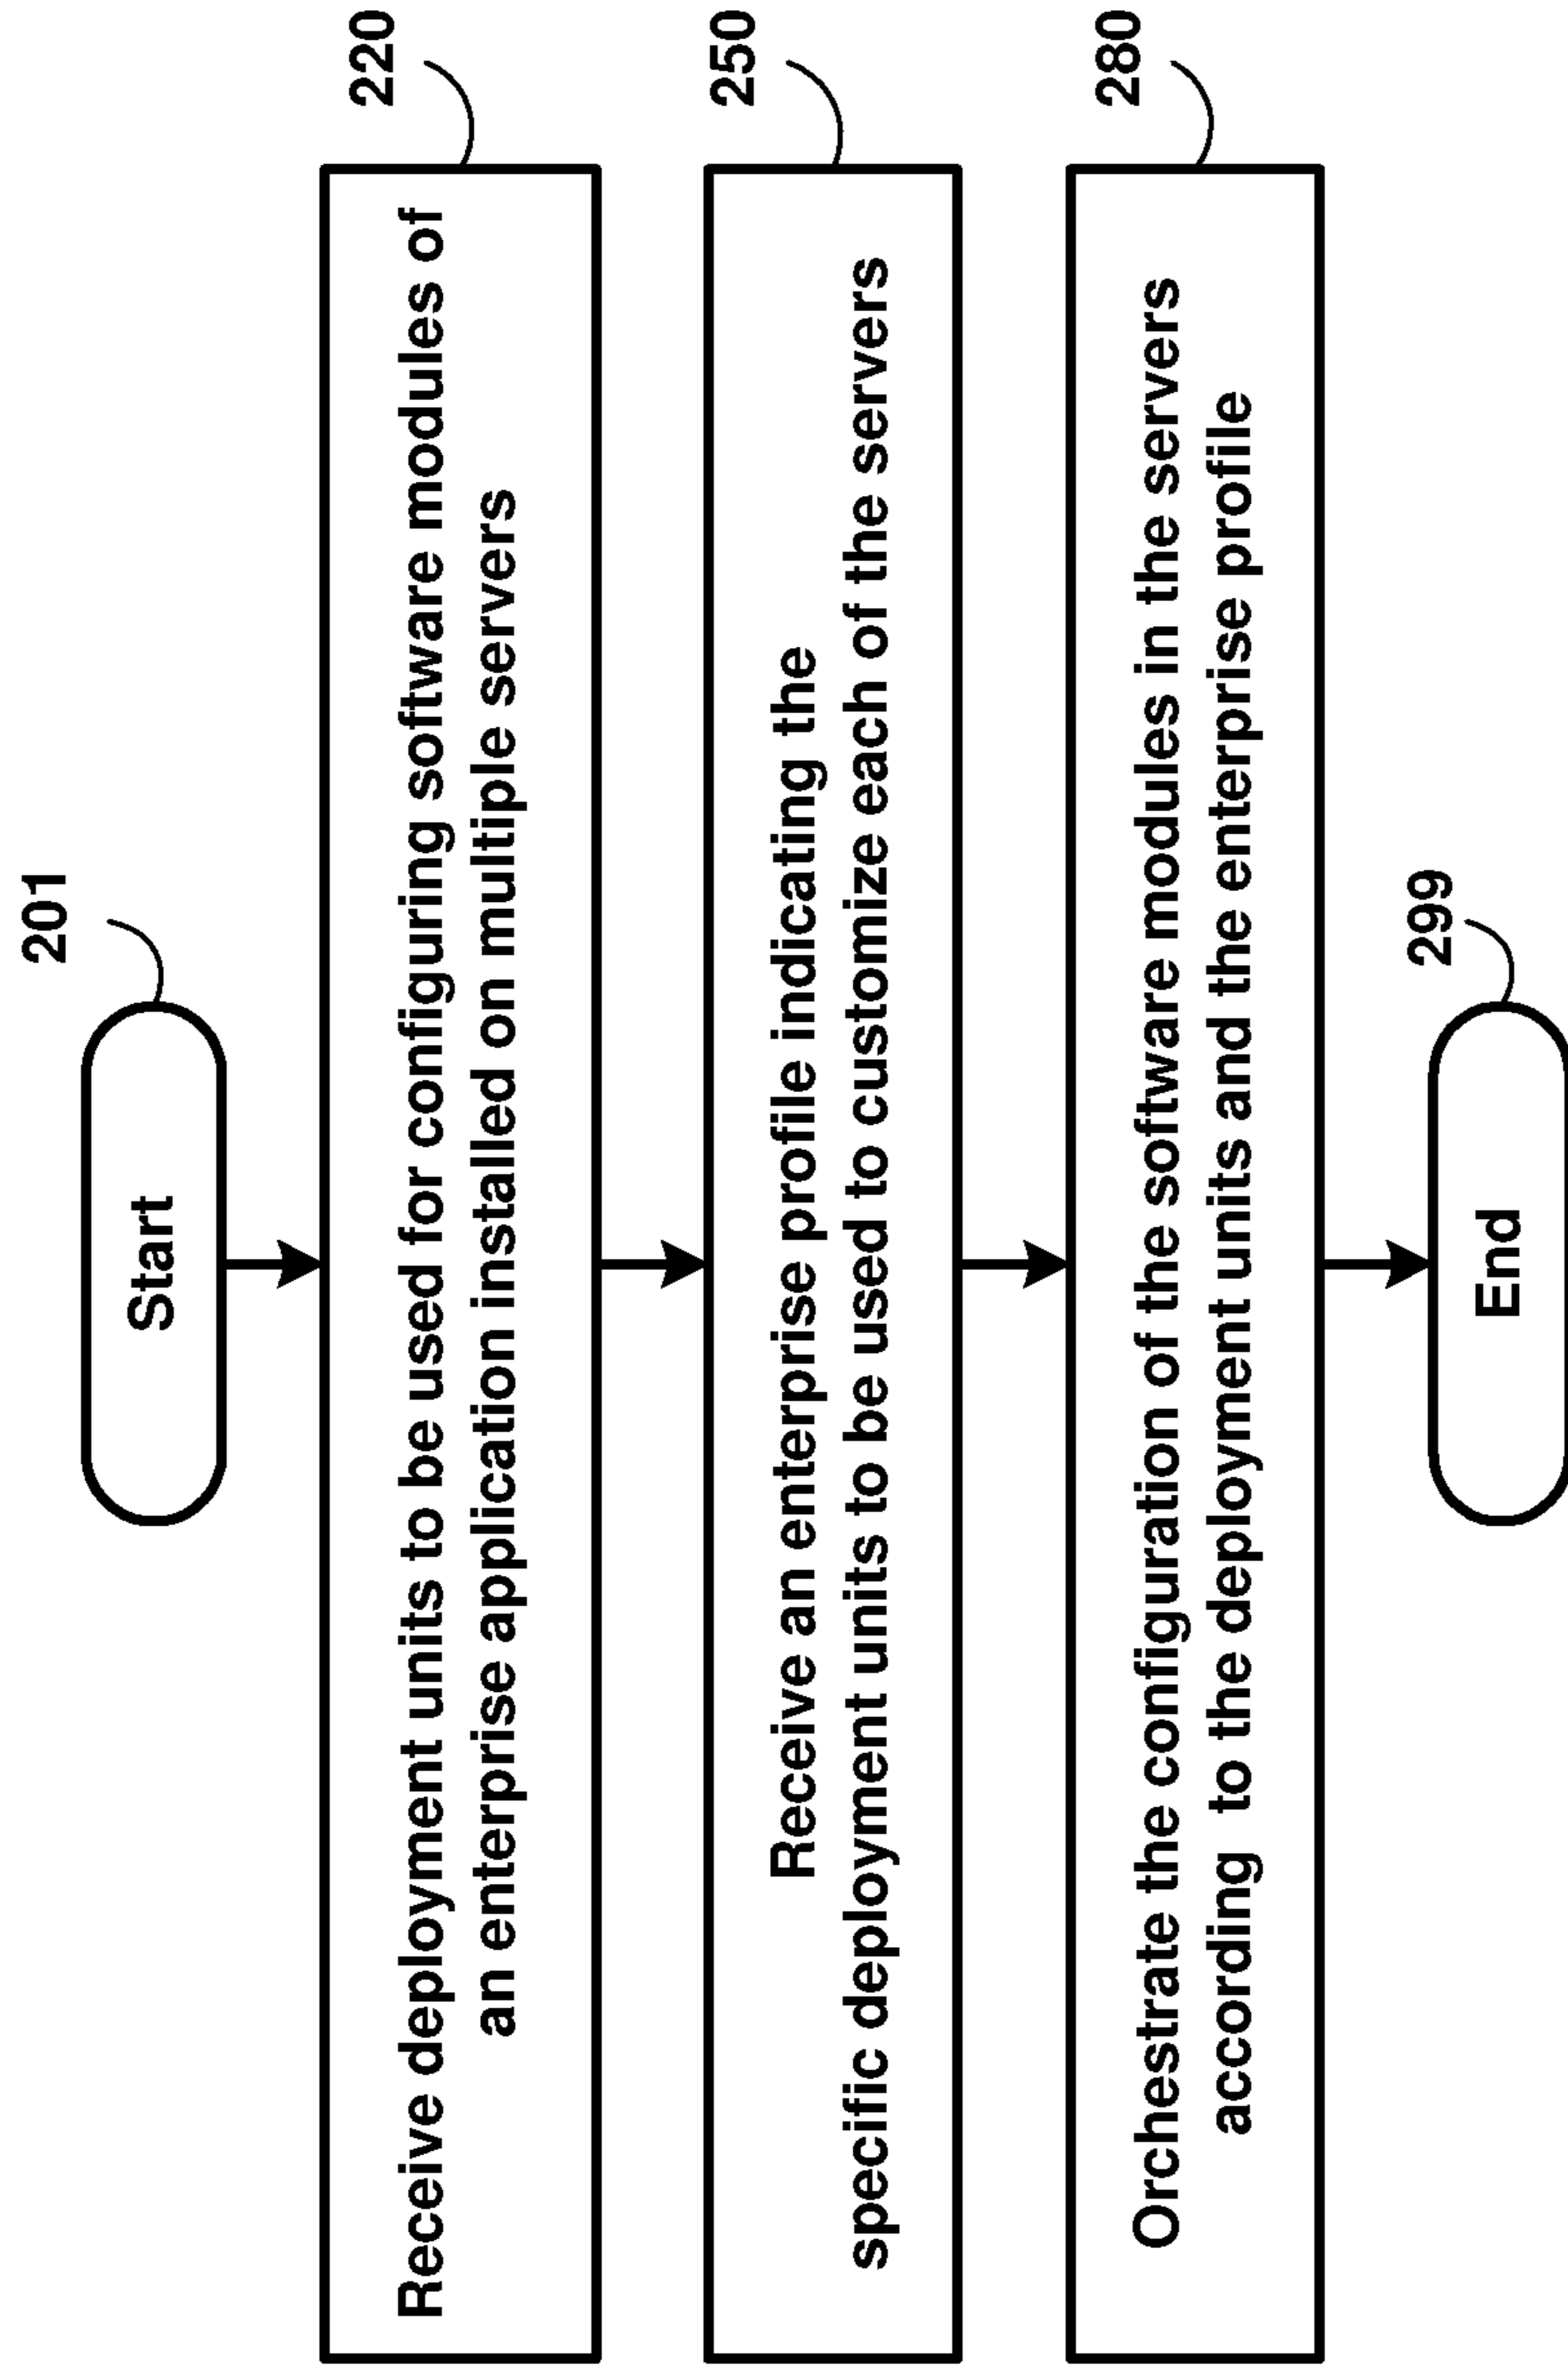 201
Start
220
Receive deployment units to be used for configuring software modules of
an enterprise application installed on multiple servers
250
Receive an enterprise profile indicating the
specific deployment units to be used to customize each of the servers
280
Orchestrate the configuration of the software modules in the servers
according to the deployment units and the enterprise profile
299
End